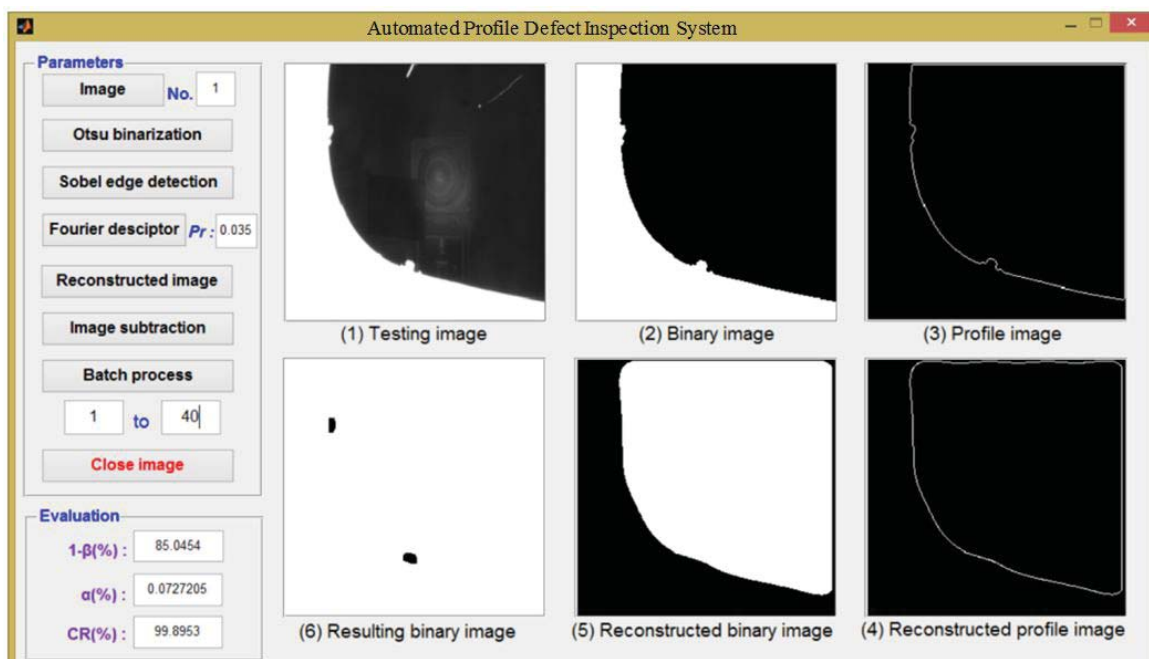 Automated Profile Defect Inspection System
Parameters
Image No. 1
Otsu binarization
Sobel edge detection
Fourier desciptor Pr : 0.035
Reconstructed image
Image subtraction
Batch process
1 to 40
Close image
Evaluation
1-β(%) : 85.0454
α(%) : 0.0727205
CR(%) : 99.8953
(1) Testing image
(2) Binary image
(3) Profile image
(6) Resulting binary image
(5) Reconstructed binary image
(4) Reconstructed profile image